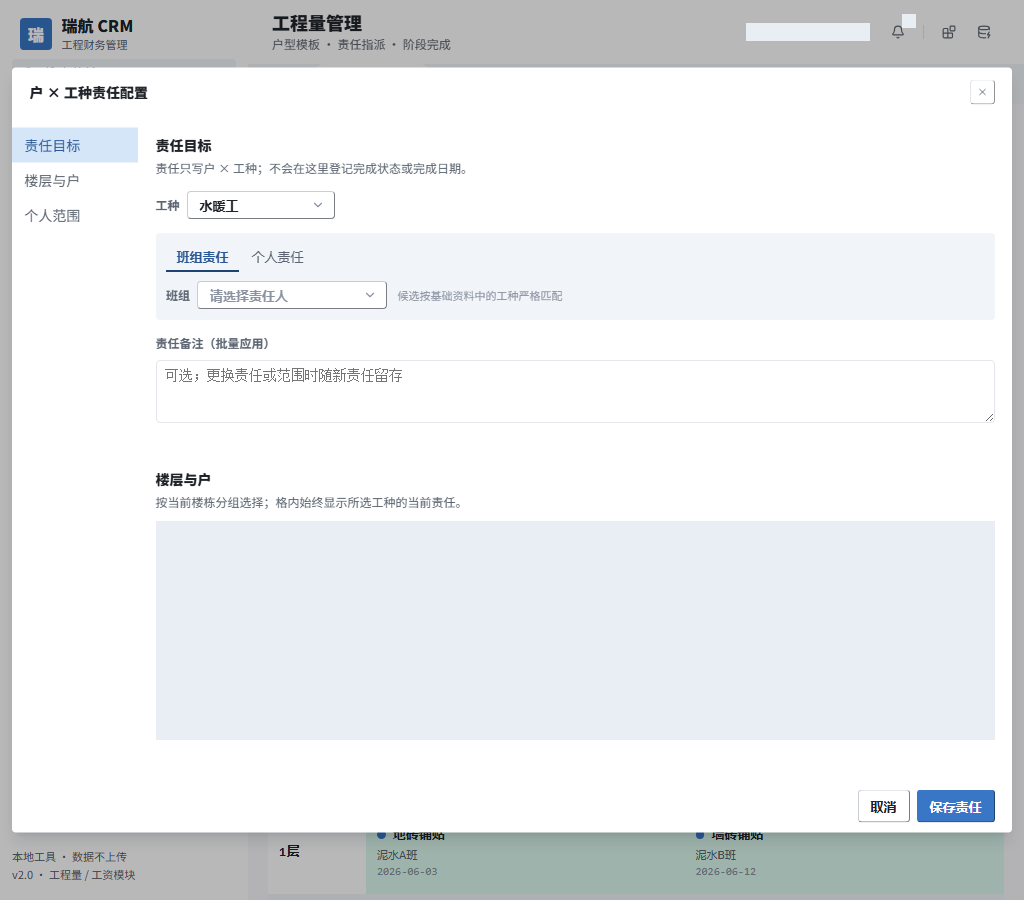 瑞
瑞航 CRM
工程财务管理
工程量管理
户型模板 · 责任指派 · 阶段完成
户 × 工种责任配置
责任目标
楼层与户
个人范围
责任目标
责任只写户 × 工种；不会在这里登记完成状态或完成日期。
工种
水暖工
班组责任
个人责任
班组
请选择责任人
候选按基础资料中的工种严格匹配
责任备注（批量应用）
可选；更换责任或范围时随新责任留存
楼层与户
按当前楼栋分组选择；格内始终显示所选工种的当前责任。
取消
保存责任
1层
地砖铺贴
泥水A班
2026-06-03
墙砖铺贴
泥水B班
2026-06-12
本地工具 · 数据不上传
v2.0 · 工程量 / 工资模块